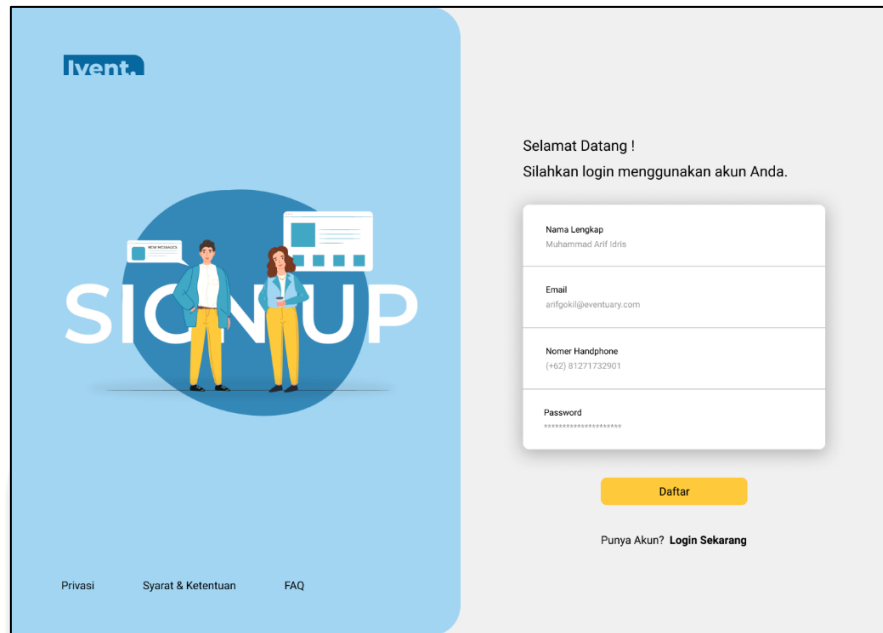 Ivent.
NEW MESSAGES
SIGN UP
Privasi
Syarat & Ketentuan
FAQ
Selamat Datang !
Silahkan login menggunakan akun Anda.
Nama Lengkap
Muhammad Arif Idris
Email
arifgokil@eventuary.com
Nomer Handphone
(+62) 81271732901
Password
*********************
Daftar
Punya Akun? Login Sekarang